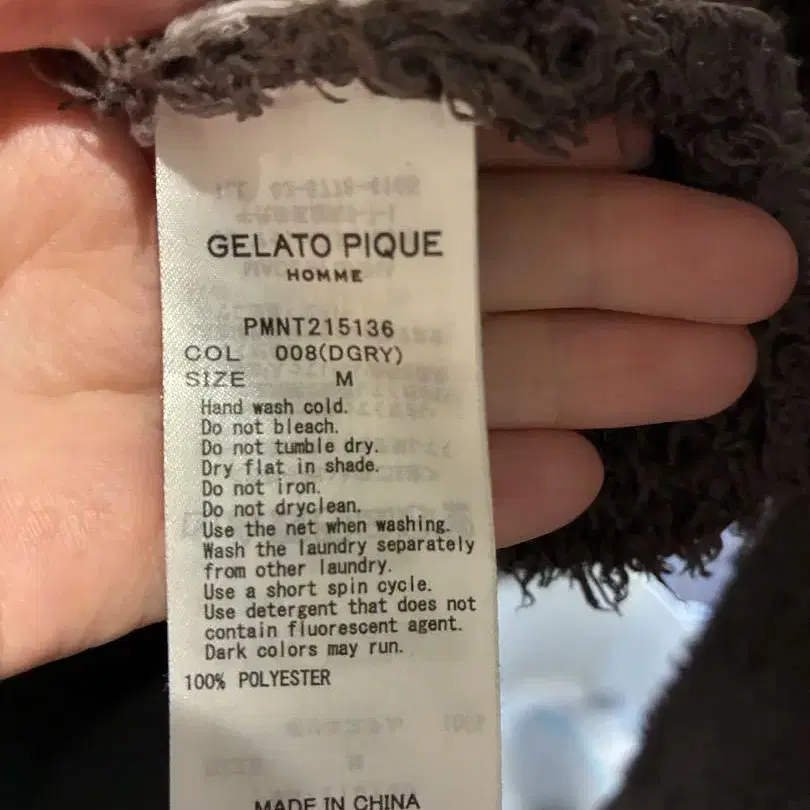 GELATO PIQUE
HOMME
PMNT215136
COL 008(DGRY)
SIZE M
Hand wash cold.
Do not bleach.
Do not tumble dry.
Dry flat in shade.
Do not iron.
Do not dryclean.
Use the net when washing.
Wash the laundry separately
from other laundry.
Use a short spin cycle.
Use detergent that does not
contain fluorescent agent.
Dark colors may run.
100% POLYESTER
MADE IN CHINA